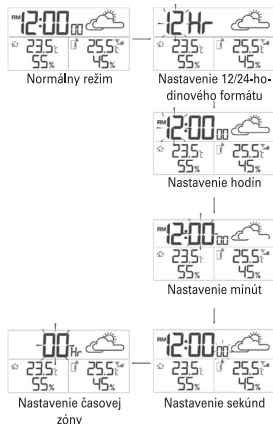 AM 12:00 00
23.5°C 25.5°C
55% 45%
Normálny režim
12Hr
23.5°C 25.5°C
55% 45%
Nastavenie 12/24-ho-
dinového formátu
AM 12:00 00
23.5°C 25.5°C
55% 45%
Nastavenie hodín
AM 12:00 00
23.5°C 25.5°C
55% 45%
Nastavenie minút
AM 12:00 00
23.5°C 25.5°C
55% 45%
Nastavenie sekúnd
00Hr
23.5°C 25.5°C
55% 45%
Nastavenie časovej
zóny